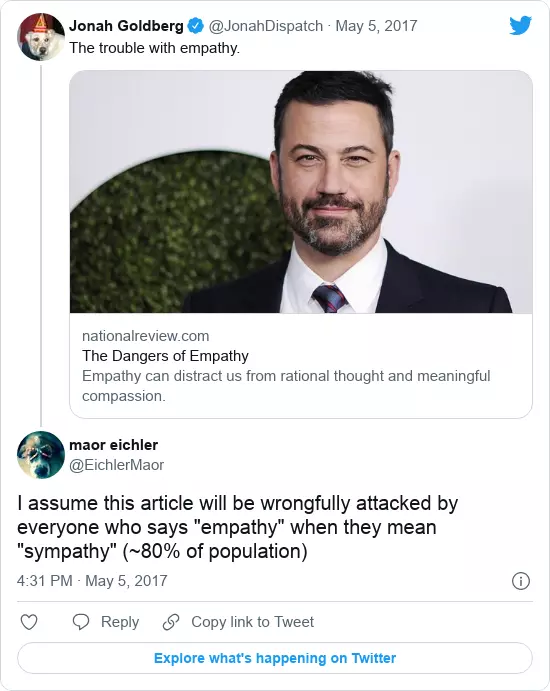 Jonah Goldberg @JonahDispatch · May 5, 2017
The trouble with empathy.
nationalreview.com
The Dangers of Empathy
Empathy can distract us from rational thought and meaningful
compassion.
maor eichler
@EichlerMaor
I assume this article will be wrongfully attacked by
everyone who says "empathy" when they mean
"sympathy" (~80% of population)
4:31 PM · May 5, 2017
Reply Copy link to Tweet
Explore what's happening on Twitter